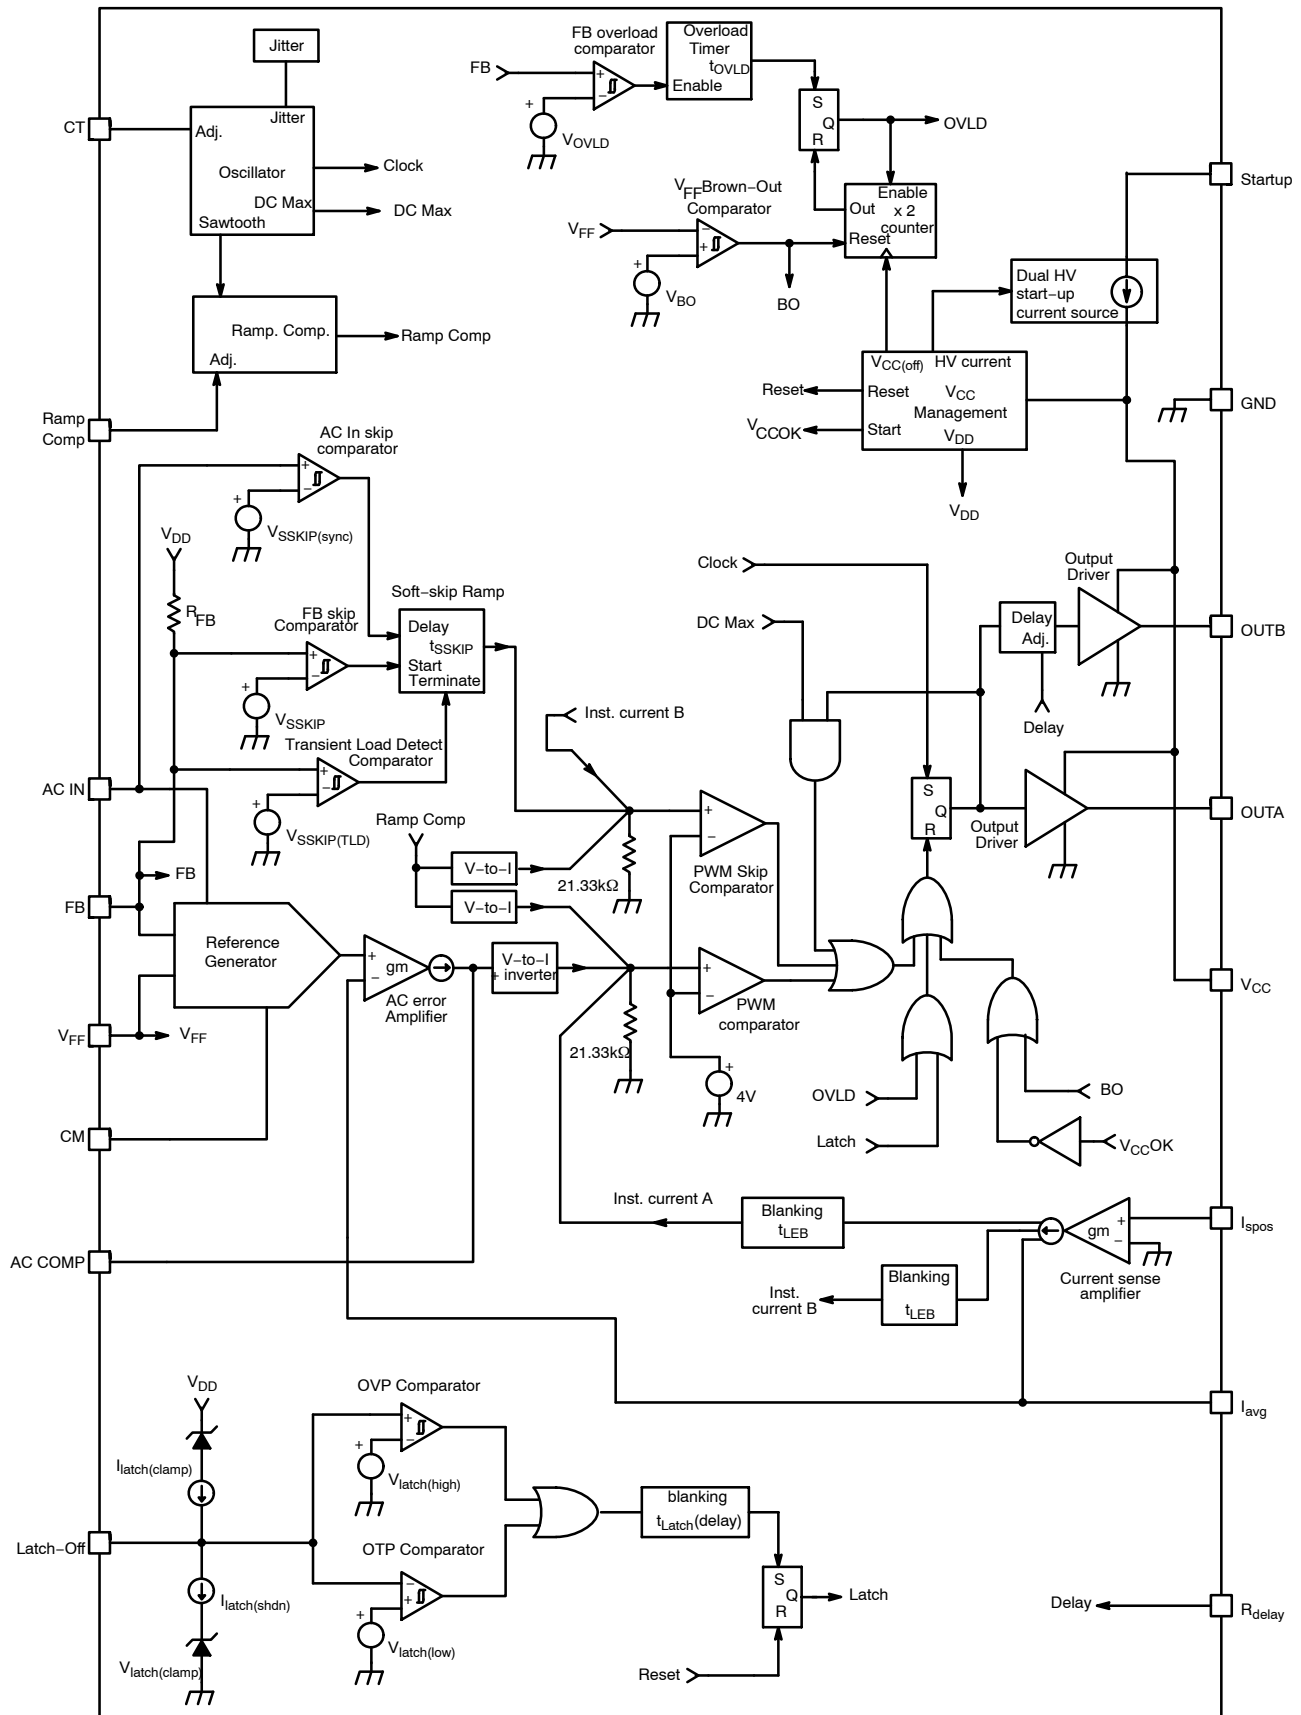 Jitter
CT
Adj.
Jitter
Oscillator
DC Max
Sawtooth
Clock
DC Max
Ramp. Comp.
Adj.
Ramp Comp
Ramp
Comp
FB overload
comparator
FB
+
−
+
VOVLD
Overload
Timer
tOVLD
Enable
S
Q
R
OVLD
VFF Brown−Out
Comparator
VFF
−
+
+
VBO
BO
Enable
x 2
counter
Out
Reset
Startup
Dual HV
start−up
current source
VCC(off)
HV current
Reset
VCC
Management
Start
VDD
Reset
VCCOK
VDD
GND
AC In skip
comparator
+
−
+
VSSKIP(sync)
VDD
RFB
FB skip
Comparator
+
−
+
VSSKIP
Soft−skip Ramp
Delay
tSSKIP
Start
Terminate
Transient Load Detect
Comparator
+
−
+
VSSKIP(TLD)
AC IN
FB
FB
VFF
VFF
Reference
Generator
CM
AC COMP
+
−
gm
AC error
Amplifier
V−to−I
+ inverter
Ramp Comp
V−to−I
V−to−I
Inst. current B
21.33kΩ
21.33kΩ
+
−
PWM Skip
Comparator
+
−
PWM
comparator
+
4V
Clock
DC Max
S
Q
R
Output
Driver
Delay
Adj.
Delay
Output
Driver
OUTB
OUTA
VCC
OVLD
Latch
BO
VCCOK
Inst. current A
Blanking
tLEB
Inst.
current B
Blanking
tLEB
gm
+
−
Current sense
amplifier
Ispos
Iavg
Latch−Off
VDD
Ilatch(clamp)
Ilatch(shdn)
Vlatch(clamp)
OVP Comparator
+
−
+
Vlatch(high)
OTP Comparator
−
+
+
Vlatch(low)
blanking
tLatch(delay)
S
Q
R
Latch
Reset
Delay
Rdelay